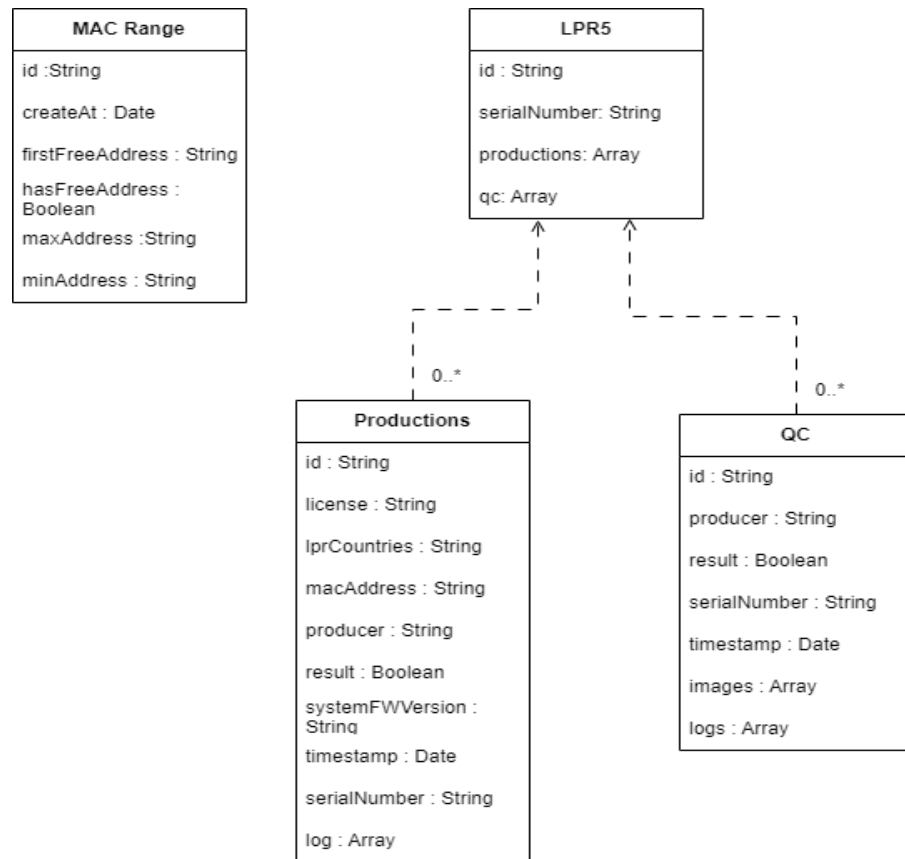 MAC Range
id :String
createAt : Date
firstFreeAddress : String
hasFreeAddress :
Boolean
maxAddress :String
minAddress : String
LPR5
id : String
serialNumber: String
productions: Array
qc: Array
0..*
0..*
Productions
id : String
license : String
lprCountries : String
macAddress : String
producer : String
result : Boolean
systemFWVersion :
String
timestamp : Date
serialNumber : String
log : Array
QC
id : String
producer : String
result : Boolean
serialNumber : String
timestamp : Date
images : Array
logs : Array